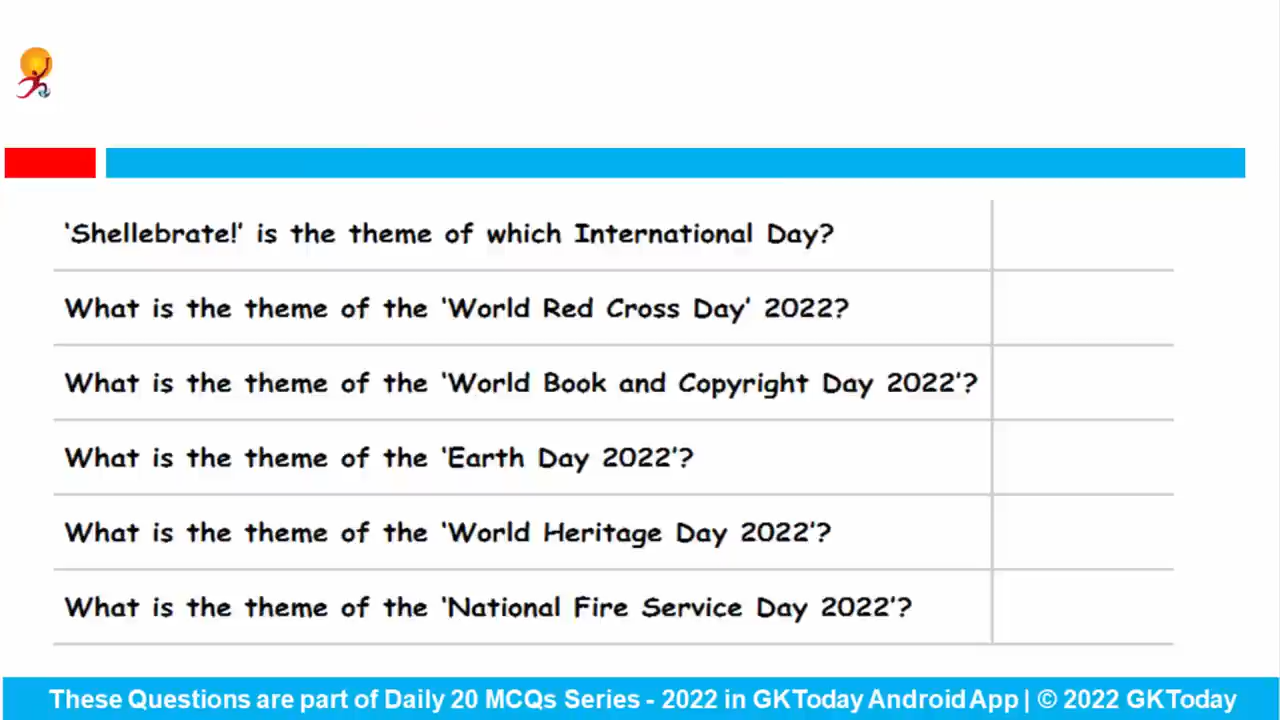 ‘Shellebrate!’ is the theme of which International Day?
What is the theme of the ‘World Red Cross Day’ 2022?
What is the theme of the ‘World Book and Copyright Day 2022’?
What is the theme of the ‘Earth Day 2022’?
What is the theme of the ‘World Heritage Day 2022’?
What is the theme of the ‘National Fire Service Day 2022’?
These Questions are part of Daily 20 MCQs Series - 2022 in GKToday Android App | © 2022 GKToday